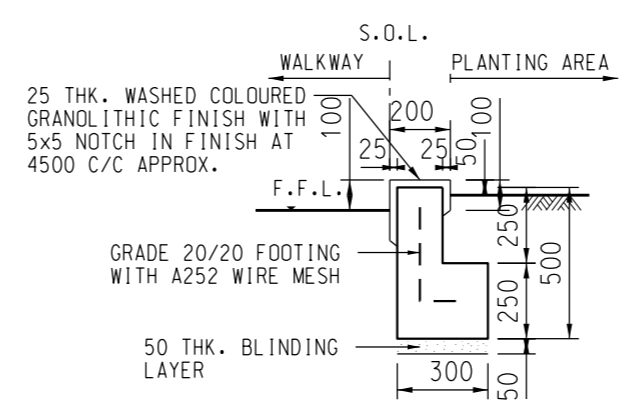 S.O.L.
WALKWAY
PLANTING AREA
25 THK. WASHED COLOURED
GRANOLITHIC FINISH WITH
5x5 NOTCH IN FINISH AT
4500 C/C APPROX.
100
200
100
25
25
50
F.F.L.
250
500
GRADE 20/20 FOOTING
WITH A252 WIRE MESH
250
50 THK. BLINDING
LAYER
300
50